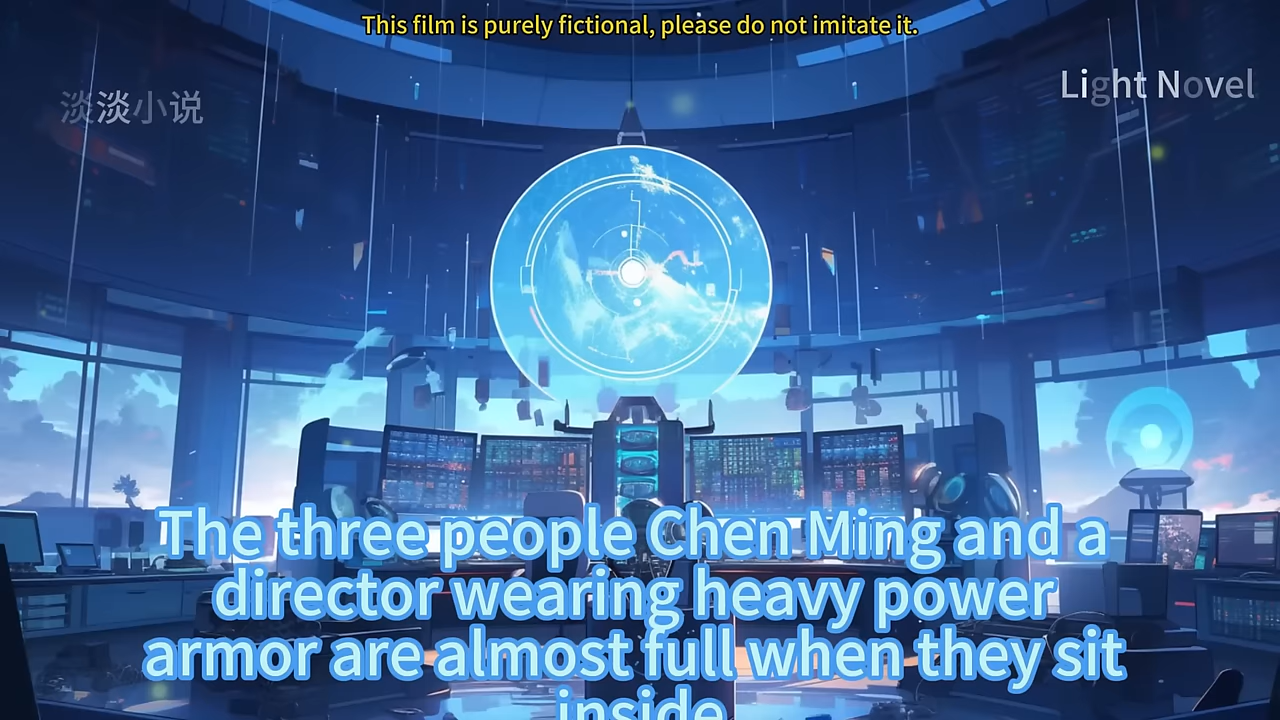 This film is purely fictional, please do not imitate it.
淡淡小说
Light Novel
The three people Chen Ming and a
director wearing heavy power
armor are almost full when they sit
inside